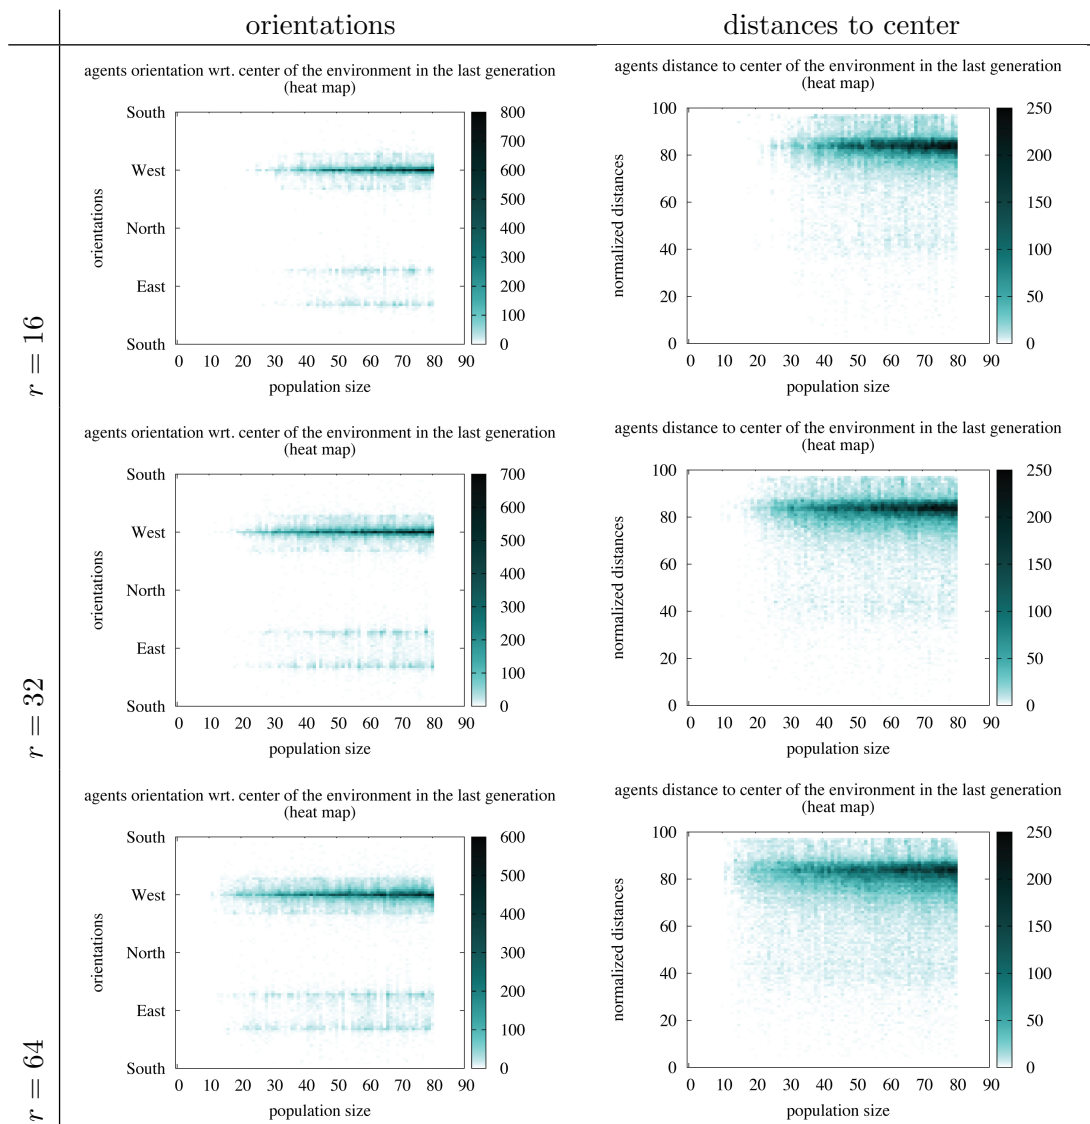 orientations
distances to center
r = 16
agents orientation wrt. center of the environment in the last generation
(heat map)
South
West
North
East
South
orientations
0 10 20 30 40 50 60 70 80 90
population size
800
700
600
500
400
300
200
100
0
agents distance to center of the environment in the last generation
(heat map)
100
80
60
40
20
0
normalized distances
0 10 20 30 40 50 60 70 80 90
population size
250
200
150
100
50
0
r = 32
agents orientation wrt. center of the environment in the last generation
(heat map)
South
West
North
East
South
orientations
0 10 20 30 40 50 60 70 80 90
population size
700
600
500
400
300
200
100
0
agents distance to center of the environment in the last generation
(heat map)
100
80
60
40
20
0
normalized distances
0 10 20 30 40 50 60 70 80 90
population size
250
200
150
100
50
0
r = 64
agents orientation wrt. center of the environment in the last generation
(heat map)
South
West
North
East
South
orientations
0 10 20 30 40 50 60 70 80 90
population size
600
500
400
300
200
100
0
agents distance to center of the environment in the last generation
(heat map)
100
80
60
40
20
0
normalized distances
0 10 20 30 40 50 60 70 80 90
population size
250
200
150
100
50
0